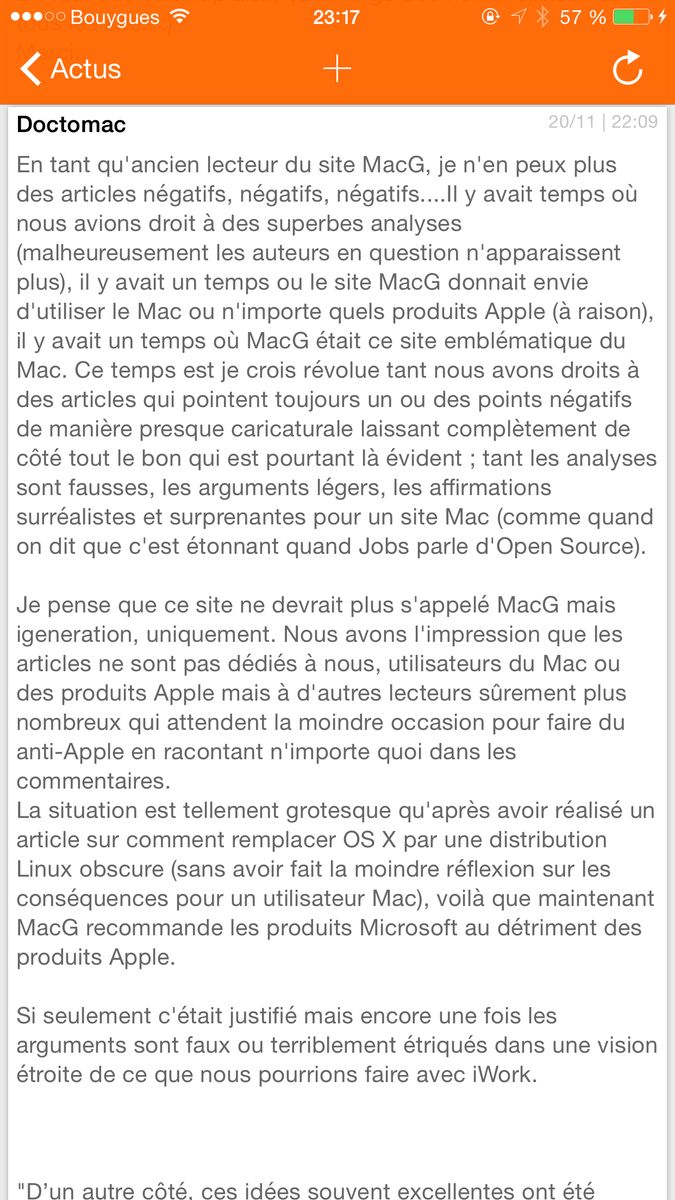 Bouygues 23:17 57 %
Actus
Doctomac 20/11 | 22:09
En tant qu'ancien lecteur du site MacG, je n'en peux plus
des articles négatifs, négatifs, négatifs....Il y avait temps où
nous avions droit à des superbes analyses
(malheureusement les auteurs en question n'apparaissent
plus), il y avait un temps ou le site MacG donnait envie
d'utiliser le Mac ou n'importe quels produits Apple (à raison),
il y avait un temps où MacG était ce site emblématique du
Mac. Ce temps est je crois révolue tant nous avons droits à
des articles qui pointent toujours un ou des points négatifs
de manière presque caricaturale laissant complètement de
côté tout le bon qui est pourtant là évident ; tant les analyses
sont fausses, les arguments légers, les affirmations
surréalistes et surprenantes pour un site Mac (comme quand
on dit que c'est étonnant quand Jobs parle d'Open Source).
Je pense que ce site ne devrait plus s'appelé MacG mais
igeneration, uniquement. Nous avons l'impression que les
articles ne sont pas dédiés à nous, utilisateurs du Mac ou
des produits Apple mais à d'autres lecteurs sûrement plus
nombreux qui attendent la moindre occasion pour faire du
anti-Apple en racontant n'importe quoi dans les
commentaires.
La situation est tellement grotesque qu'après avoir réalisé un
article sur comment remplacer OS X par une distribution
Linux obscure (sans avoir fait la moindre réflexion sur les
conséquences pour un utilisateur Mac), voilà que maintenant
MacG recommande les produits Microsoft au détriment des
produits Apple.
Si seulement c'était justifié mais encore une fois les
arguments sont faux ou terriblement étriqués dans une vision
étroite de ce que nous pourrions faire avec iWork.
"D'un autre côté, ces idées souvent excellentes ont été